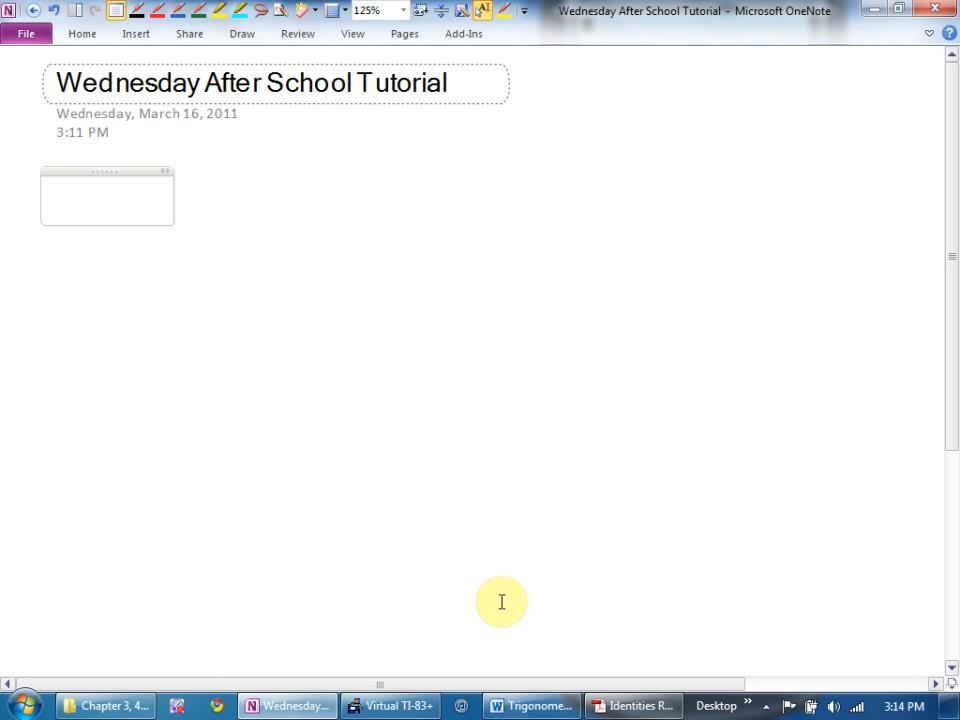 125%
Wednesday After School Tutorial - Microsoft OneNote
File Home Insert Share Draw Review View Pages Add-Ins
Wednesday After School Tutorial
Wednesday, March 16, 2011
3:11 PM
Chapter 3, 4... Wednesday... Virtual TI-83+ Trigonome... Identities R... Desktop 3:14 PM